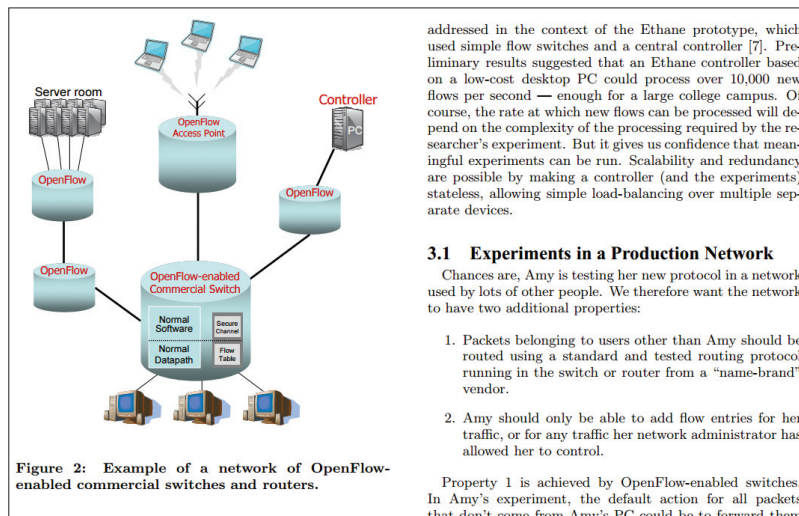 Server room
OpenFlow
Access Point
Controller
PC
OpenFlow
OpenFlow
OpenFlow
OpenFlow-enabled
Commercial Switch
Normal
Software
Secure
Channel
Normal
Datapath
Flow
Table
Figure 2: Example of a network of OpenFlow-
enabled commercial switches and routers.
addressed in the context of the Ethane prototype, which
used simple flow switches and a central controller [7]. Pre-
liminary results suggested that an Ethane controller based
on a low-cost desktop PC could process over 10,000 new
flows per second — enough for a large college campus. Of
course, the rate at which new flows can be processed will de-
pend on the complexity of the processing required by the re-
searcher's experiment. But it gives us confidence that mean-
ingful experiments can be run. Scalability and redundancy
are possible by making a controller (and the experiments)
stateless, allowing simple load-balancing over multiple sep-
arate devices.
3.1 Experiments in a Production Network
Chances are, Amy is testing her new protocol in a network
used by lots of other people. We therefore want the network
to have two additional properties:
1. Packets belonging to users other than Amy should be
routed using a standard and tested routing protocol
running in the switch or router from a “name-brand”
vendor.
2. Amy should only be able to add flow entries for her
traffic, or for any traffic her network administrator has
allowed her to control.
Property 1 is achieved by OpenFlow-enabled switches.
In Amy's experiment, the default action for all packets
that don't come from Amy's PC could be to forward them